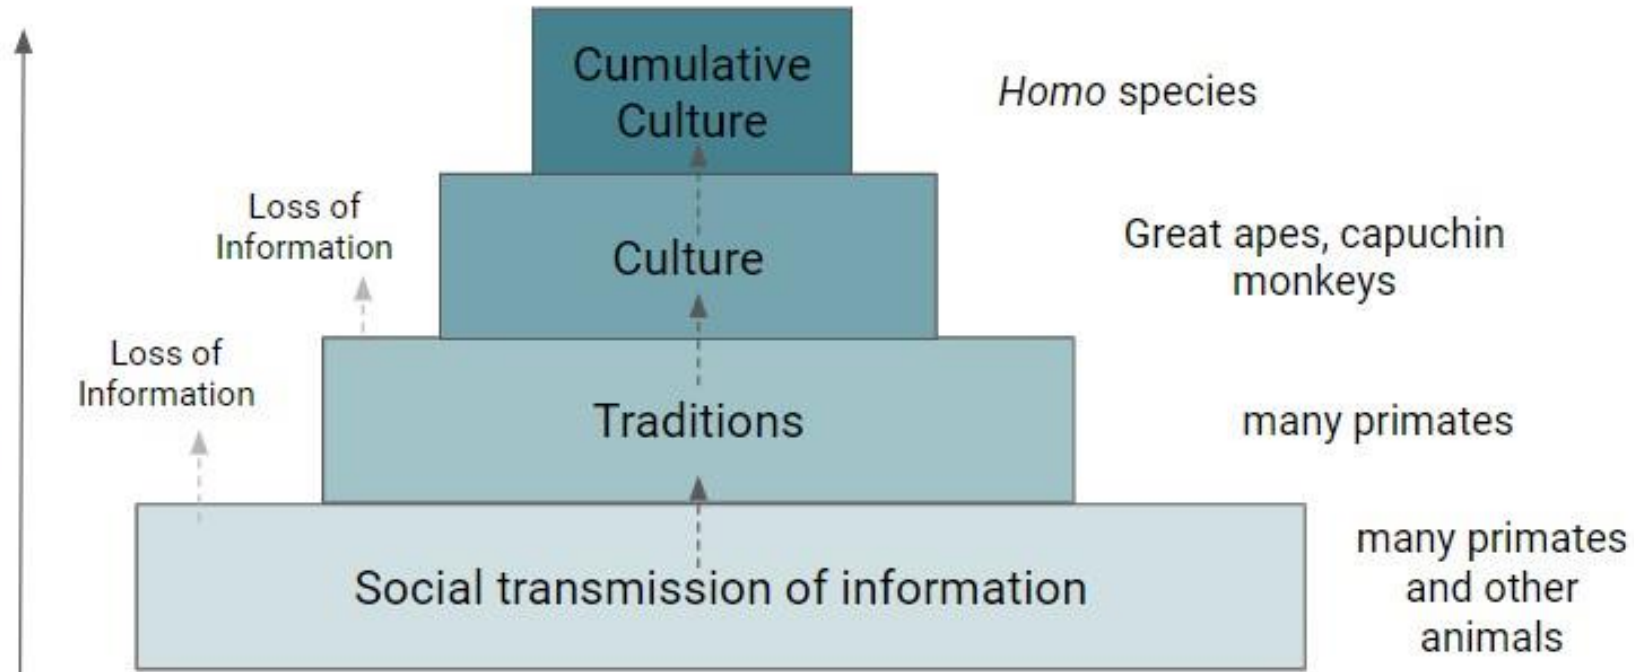 Cumulative
Culture
Homo species
Loss of
Information
Culture
Great apes, capuchin
monkeys
Loss of
Information
Traditions
many primates
Social transmission of information
many primates
and other
animals